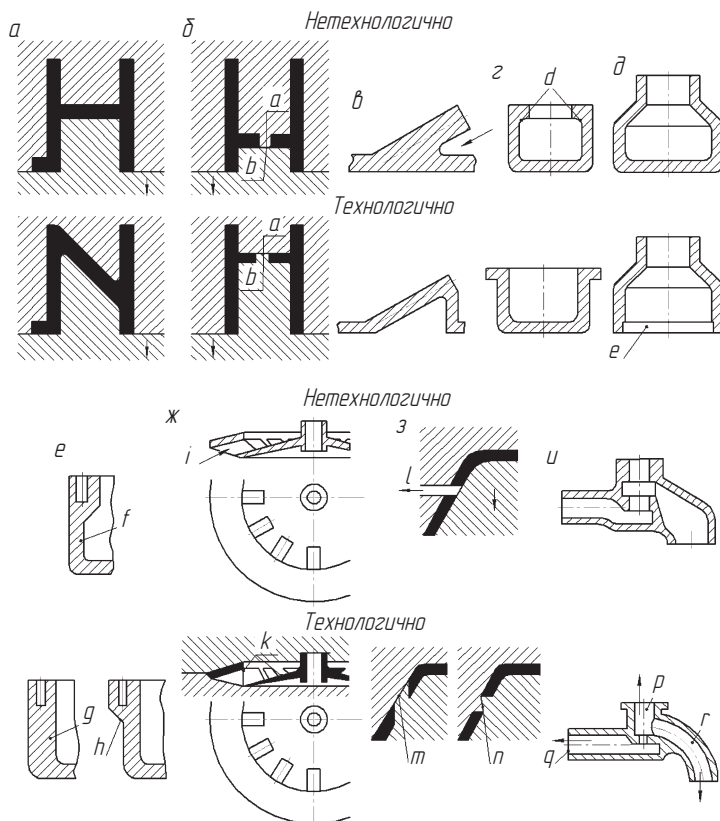 Нетехнологично
а б в г д
a
b
d
Технологично
a
b
e
Нетехнологично
е ж з и
i
l
f
Технологично
k
g
h
m n
p
q r